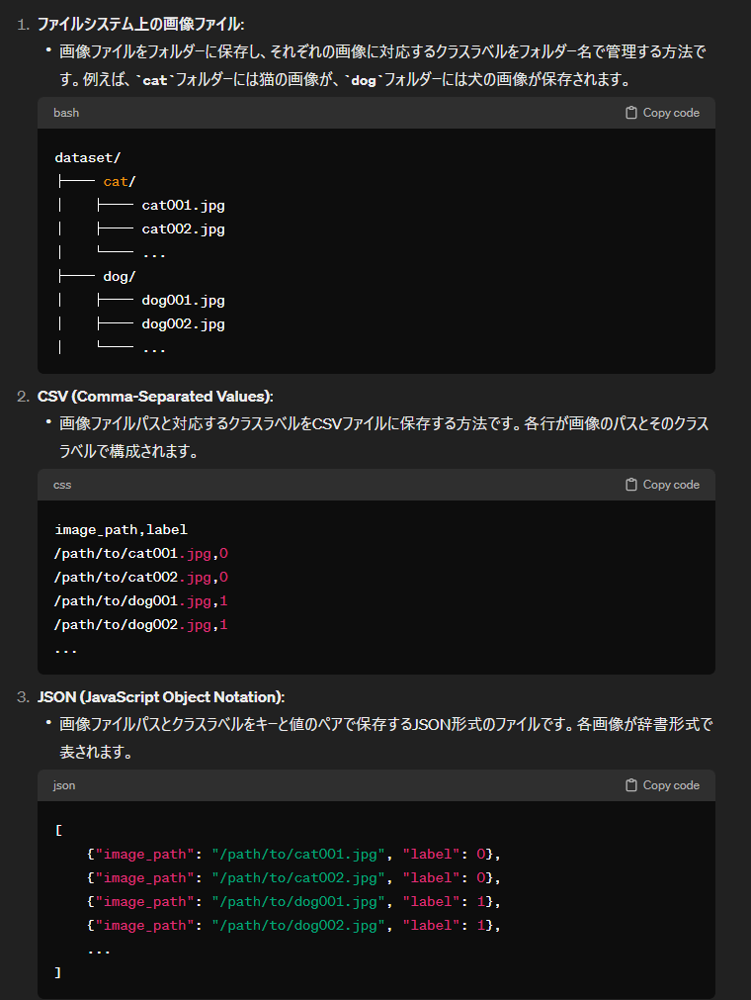 1. ファイルシステム上の画像ファイル:
• 画像ファイルをフォルダーに保存し、それぞれの画像に対応するクラスラベルをフォルダー名で管理する方法で
す。例えば、`cat`フォルダーには猫の画像が、`dog`フォルダーには犬の画像が保存されます。
bash Copy code
dataset/
├── cat/
│   ├── cat001.jpg
│   ├── cat002.jpg
│   └── ...
├── dog/
│   ├── dog001.jpg
│   ├── dog002.jpg
│   └── ...
2. CSV (Comma-Separated Values):
• 画像ファイルパスと対応するクラスラベルをCSVファイルに保存する方法です。各行が画像のパスとそのクラス
ラベルで構成されます。
css Copy code
image_path,label
/path/to/cat001.jpg,0
/path/to/cat002.jpg,0
/path/to/dog001.jpg,1
/path/to/dog002.jpg,1
...
3. JSON (JavaScript Object Notation):
• 画像ファイルパスとクラスラベルをキーと値のペアで保存するJSON形式のファイルです。各画像が辞書形式で
表されます。
json Copy code
[
    {"image_path": "/path/to/cat001.jpg", "label": 0},
    {"image_path": "/path/to/cat002.jpg", "label": 0},
    {"image_path": "/path/to/dog001.jpg", "label": 1},
    {"image_path": "/path/to/dog002.jpg", "label": 1},
    ...
]